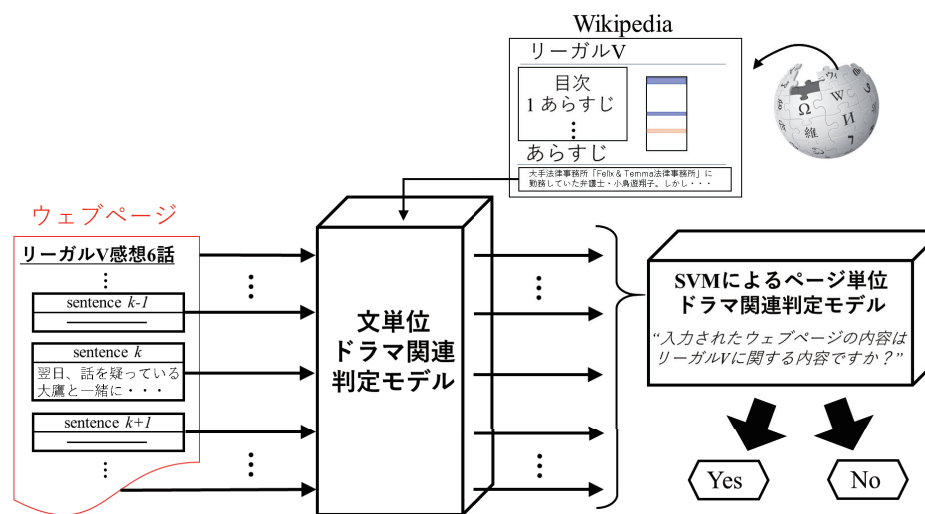 Wikipedia
リーガルV
目次
1 あらすじ
⋮
あらすじ
大手法律事務所「Felix & Temma法律事務所」に
勤務していた弁護士・小鳥遊翔子。しかし・・・
Ω
W
И
維
ウィ
ウェブページ
リーガルV感想6話
⋮
sentence k-1
sentence k
翌日、話を疑っている
大鷹と一緒に・・・
sentence k+1
⋮
文単位
ドラマ関連
判定モデル
SVMによるページ単位
ドラマ関連判定モデル
“入力されたウェブページの内容は
リーガルVに関する内容ですか？”
Yes
No